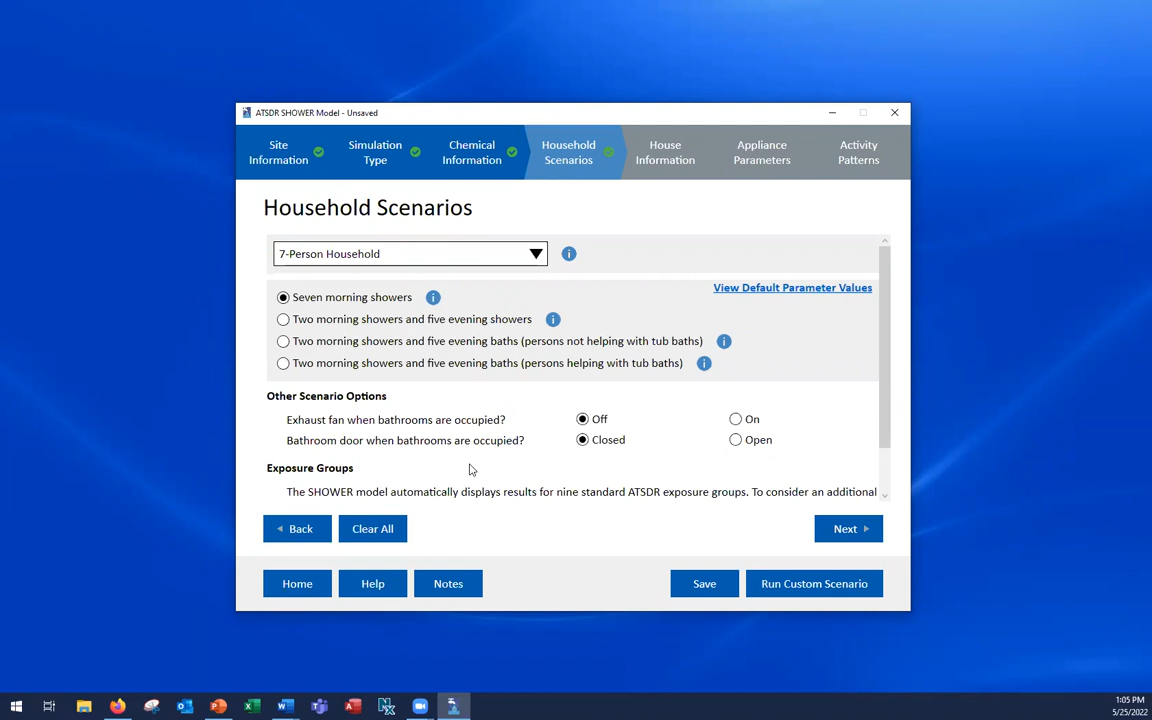 ATSDR SHOWER Model - Unsaved
Site Information
Simulation Type
Chemical Information
Household Scenarios
House Information
Appliance Parameters
Activity Patterns
Household Scenarios
7-Person Household
View Default Parameter Values
Seven morning showers
Two morning showers and five evening showers
Two morning showers and five evening baths (persons not helping with tub baths)
Two morning showers and five evening baths (persons helping with tub baths)
Other Scenario Options
Exhaust fan when bathrooms are occupied? Off On
Bathroom door when bathrooms are occupied? Closed Open
Exposure Groups
The SHOWER model automatically displays results for nine standard ATSDR exposure groups. To consider an additional
Back Clear All Next
Home Help Notes Save Run Custom Scenario
1:05 PM
5/25/2022